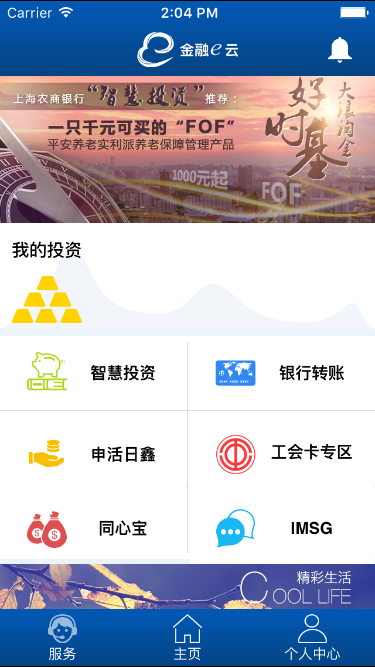 Carrier 2:04 PM
金融e云
上海农商银行“智慧投资”推荐：
一只千元可买的“FOF”
平安养老实利派养老保障管理产品
1000元起
FOF
好时基
大浪淘金
我的投资
智慧投资
银行转账
申活日鑫
工会卡专区
同心宝
IMSG
精彩生活
COOL LIFE
服务
主页
个人中心